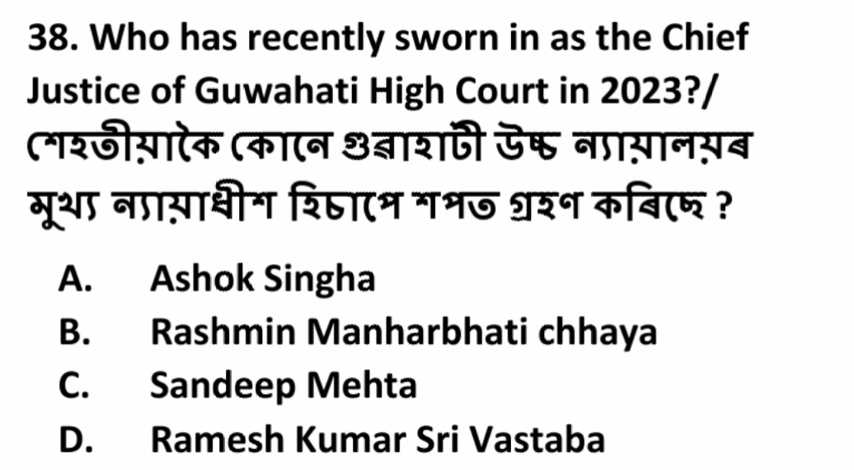 38. Who has recently sworn in as the Chief
Justice of Guwahati High Court in 2023?/
শেহতীয়াকৈ কোনে গুৱাহাটী উচ্চ ন্যায়ালয়ৰ
মুখ্য ন্যায়াধীশ হিচাপে শপত গ্ৰহণ কৰিছে ?
A. Ashok Singha
B. Rashmin Manharbhati chhaya
C. Sandeep Mehta
D. Ramesh Kumar Sri Vastaba